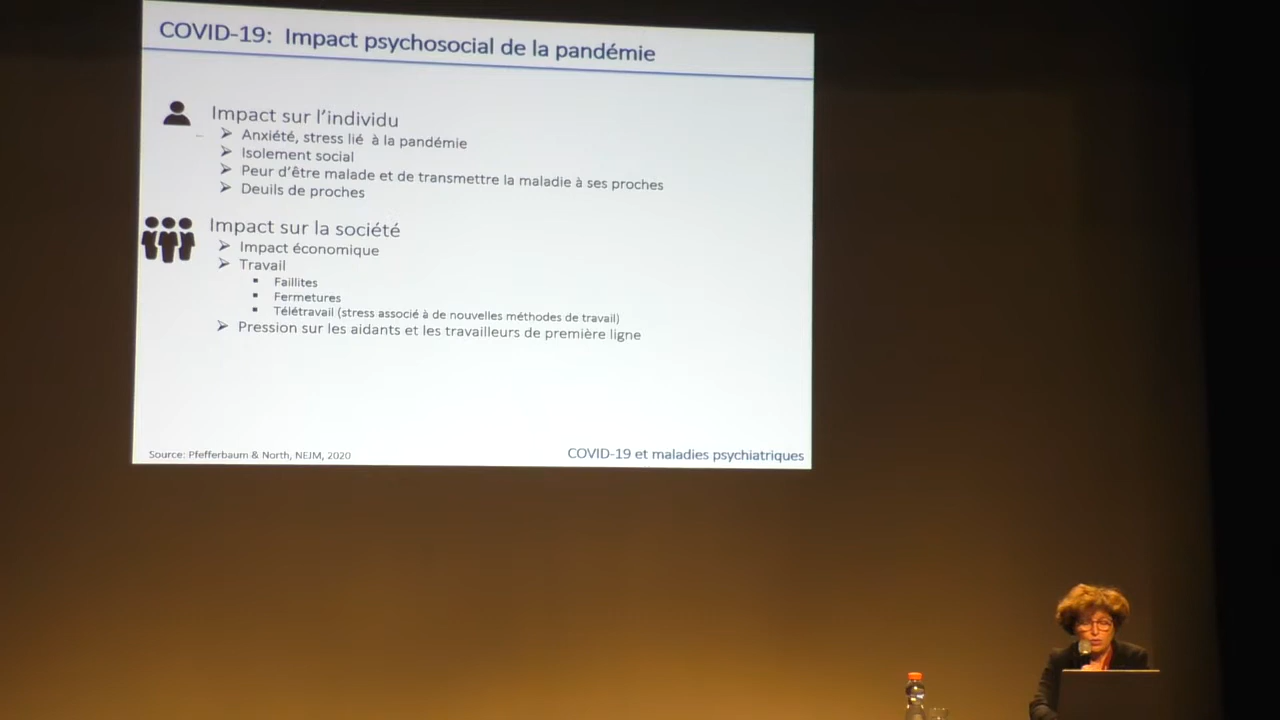 COVID-19: Impact psychosocial de la pandémie
Impact sur l'individu
Anxiété, stress lié à la pandémie
Isolement social
Peur d'être malade et de transmettre la maladie à ses proches
Deuils de proches
Impact sur la société
Impact économique
Travail
Faillites
Fermetures
Télétravail (stress associé à de nouvelles méthodes de travail)
Pression sur les aidants et les travailleurs de première ligne
Source: Pfefferbaum & North, NEJM, 2020
COVID-19 et maladies psychiatriques